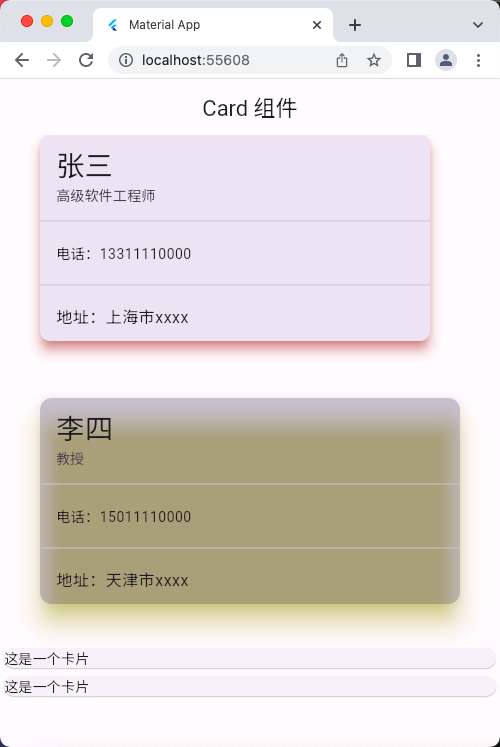 Material App
localhost:55608
Card 组件
张三
高级软件工程师
电话：13311110000
地址：上海市xxxx
李四
教授
电话：15011110000
地址：天津市xxxx
这是一个卡片
这是一个卡片